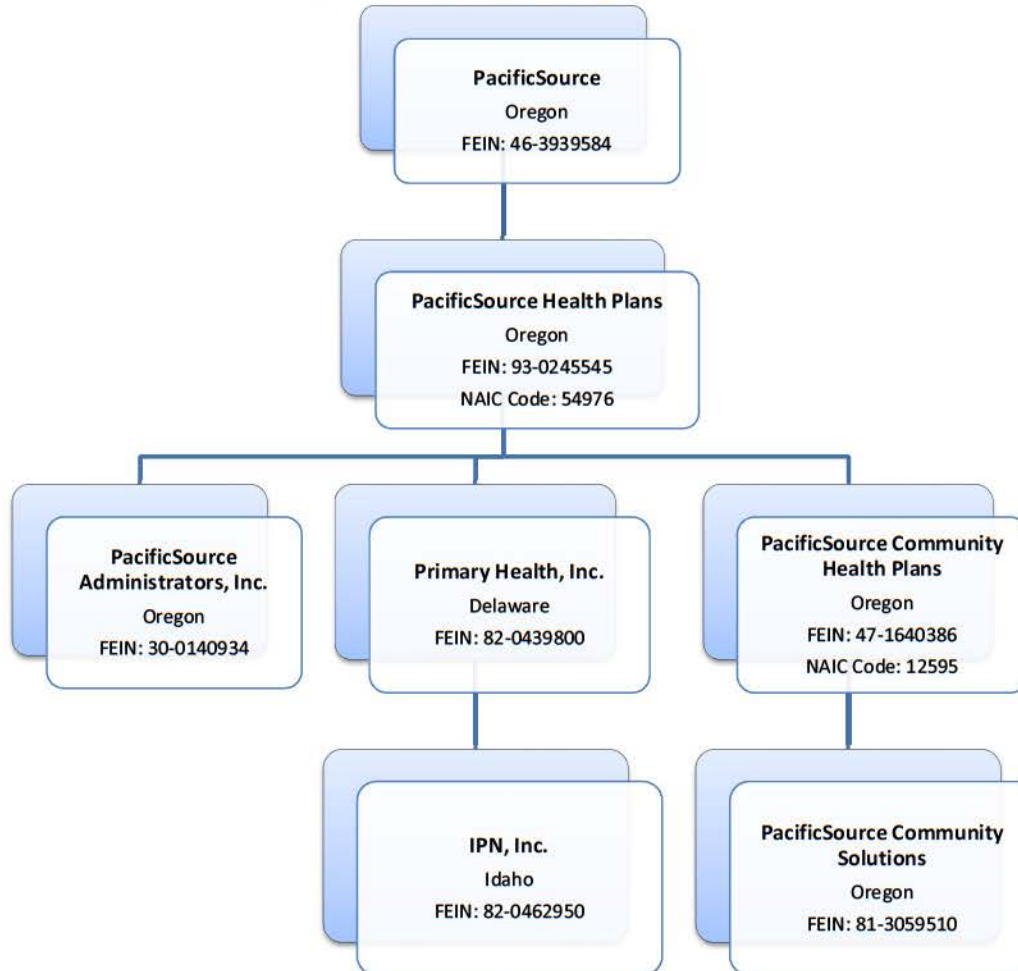 PacificSource
Oregon
FEIN: 46-3939584
PacificSource Health Plans
Oregon
FEIN: 93-0245545
NAIC Code: 54976
PacificSource
Administrators, Inc.
Oregon
FEIN: 30-0140934
Primary Health, Inc.
Delaware
FEIN: 82-0439800
PacificSource Community
Health Plans
Oregon
FEIN: 47-1640386
NAIC Code: 12595
IPN, Inc.
Idaho
FEIN: 82-0462950
PacificSource Community
Solutions
Oregon
FEIN: 81-3059510